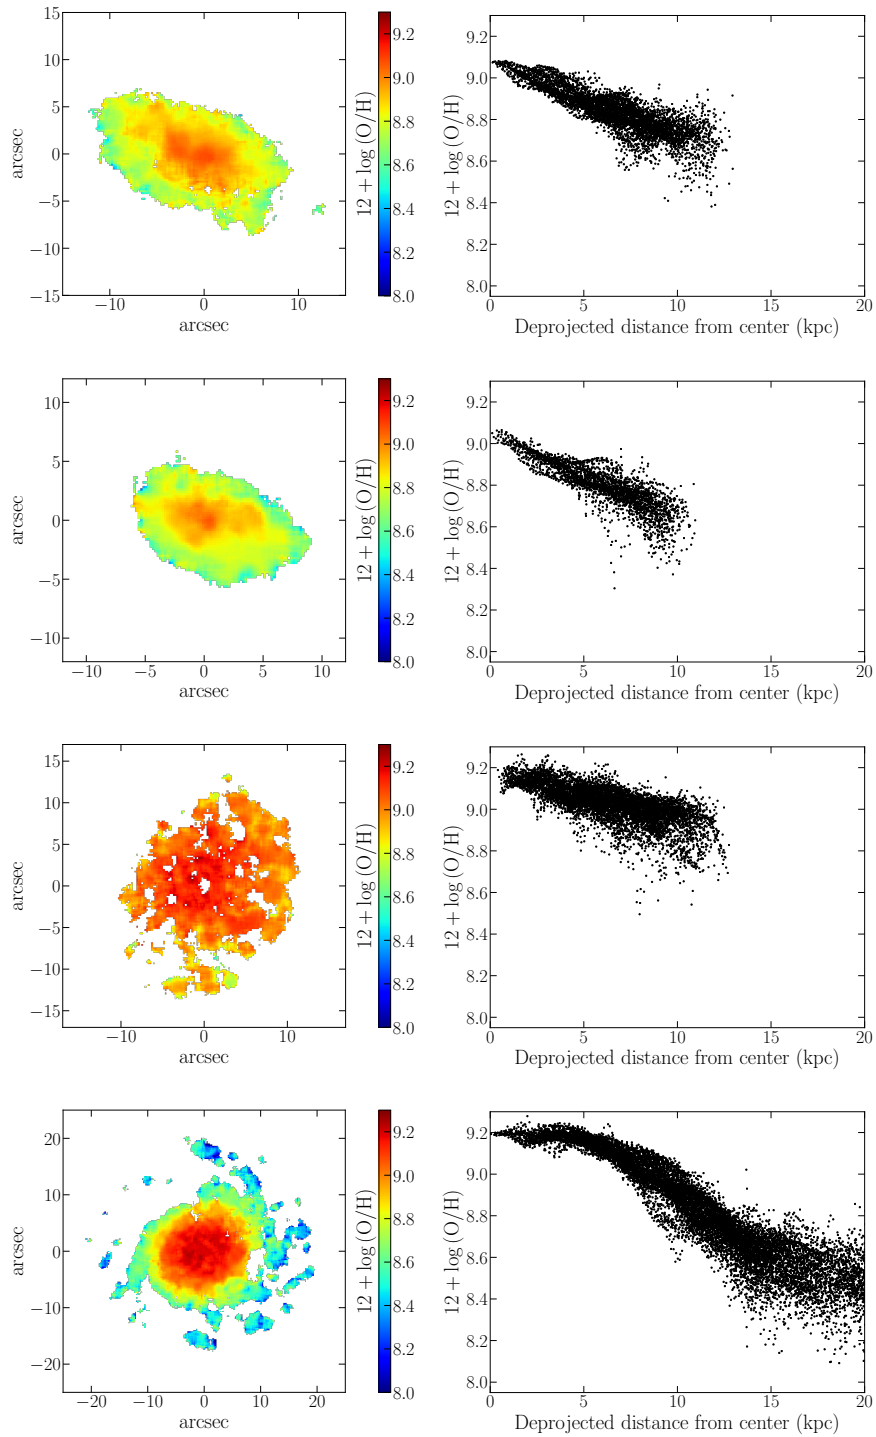 15
10
5
0
−5
−10
−15
−10 0 10
arcsec
arcsec
9.2
9.0
8.8
8.6
8.4
8.2
8.0
12 + log (O/H)
9.2
9.0
8.8
8.6
8.4
8.2
8.0
12 + log (O/H)
0 5 10 15 20
Deprojected distance from center (kpc)
10
5
0
−5
−10
−10 −5 0 5 10
arcsec
arcsec
9.2
9.0
8.8
8.6
8.4
8.2
8.0
12 + log (O/H)
9.2
9.0
8.8
8.6
8.4
8.2
8.0
12 + log (O/H)
0 5 10 15 20
Deprojected distance from center (kpc)
15
10
5
0
−5
−10
−15
−10 0 10
arcsec
arcsec
9.2
9.0
8.8
8.6
8.4
8.2
8.0
12 + log (O/H)
9.2
9.0
8.8
8.6
8.4
8.2
8.0
12 + log (O/H)
0 5 10 15 20
Deprojected distance from center (kpc)
20
10
0
−10
−20
−20 −10 0 10 20
arcsec
arcsec
9.2
9.0
8.8
8.6
8.4
8.2
8.0
12 + log (O/H)
9.2
9.0
8.8
8.6
8.4
8.2
8.0
12 + log (O/H)
0 5 10 15 20
Deprojected distance from center (kpc)